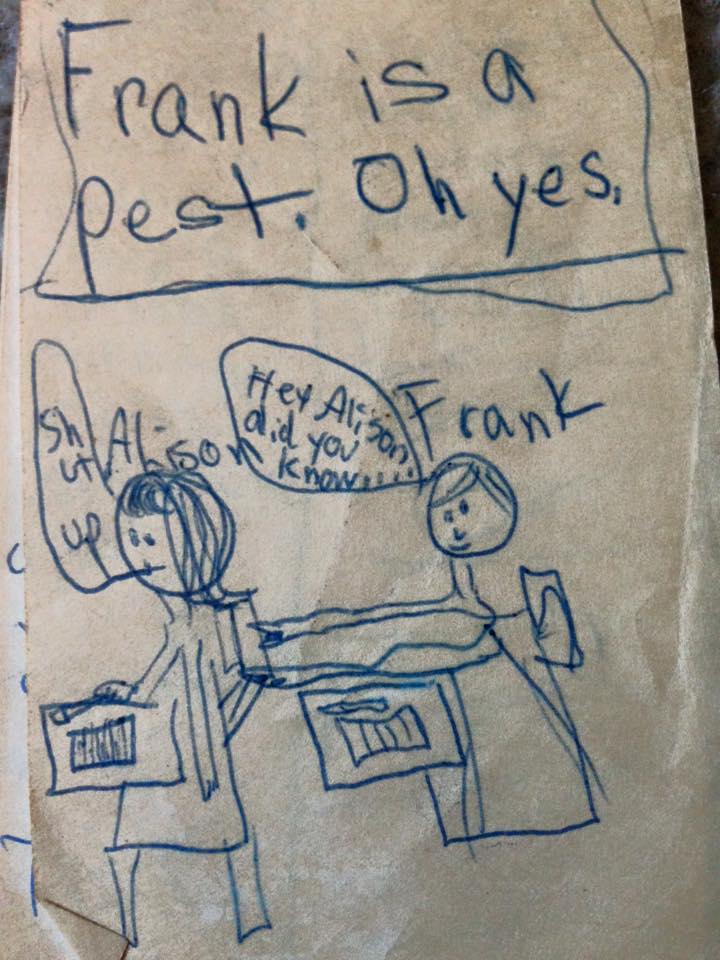 Frank is a
pest. Oh yes.
Sh
ut
up
Alison
Hey Alison
did you
know....
Frank